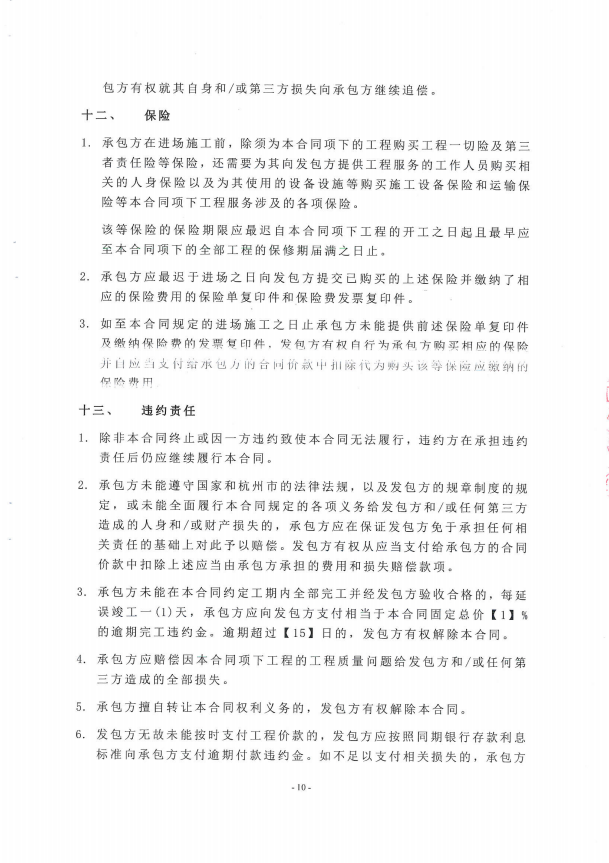 包方有权就其自身和/或第三方损失向承包方继续追偿。
十二、 保险
1. 承包方在进场施工前，除须为本合同项下的工程购买工程一切险及第三
者责任险等保险，还需要为其向发包方提供工程服务的工作人员购买相
关的人身保险以及为其使用的设备设施等购买施工设备保险和运输保
险等本合同项下工程服务涉及的各项保险。
该等保险的保险期限应最迟自本合同项下工程的开工之日起且最早应
至本合同项下的全部工程的保修期届满之日止。
2. 承包方应最迟于进场之日向发包方提交已购买的上述保险并缴纳了相
应的保险费用的保险单复印件和保险费发票复印件。
3. 如至本合同规定的进场施工之日止承包方未能提供前述保险单复印件
及缴纳保险费的发票复印件，发包方有权自行为承包方购买相应的保险
并自应当支付给承包方的合同价款中扣除代为购买该等保险应缴纳的
保险费用
十三、 违约责任
1. 除非本合同终止或因一方违约致使本合同无法履行，违约方在承担违约
责任后仍应继续履行本合同。
2. 承包方未能遵守国家和杭州市的法律法规，以及发包方的规章制度的规
定，或未能全面履行本合同规定的各项义务给发包方和/或任何第三方
造成的人身和/或财产损失的，承包方应在保证发包方免于承担任何相
关责任的基础上对此予以赔偿。发包方有权从应当支付给承包方的合同
价款中扣除上述应当由承包方承担的费用和损失赔偿款项。
3. 承包方未能在本合同约定工期内全部完工并经发包方验收合格的，每延
误竣工一(1)天，承包方应向发包方支付相当于本合同固定总价【1】%
的逾期完工违约金。逾期超过【15】日的，发包方有权解除本合同。
4. 承包方应赔偿因本合同项下工程的工程质量问题给发包方和/或任何第
三方造成的全部损失。
5. 承包方擅自转让本合同权利义务的，发包方有权解除本合同。
6. 发包方无故未能按时支付工程价款的，发包方应按照同期银行存款利息
标准向承包方支付逾期付款违约金。如不足以支付相关损失的，承包方
- 10 -